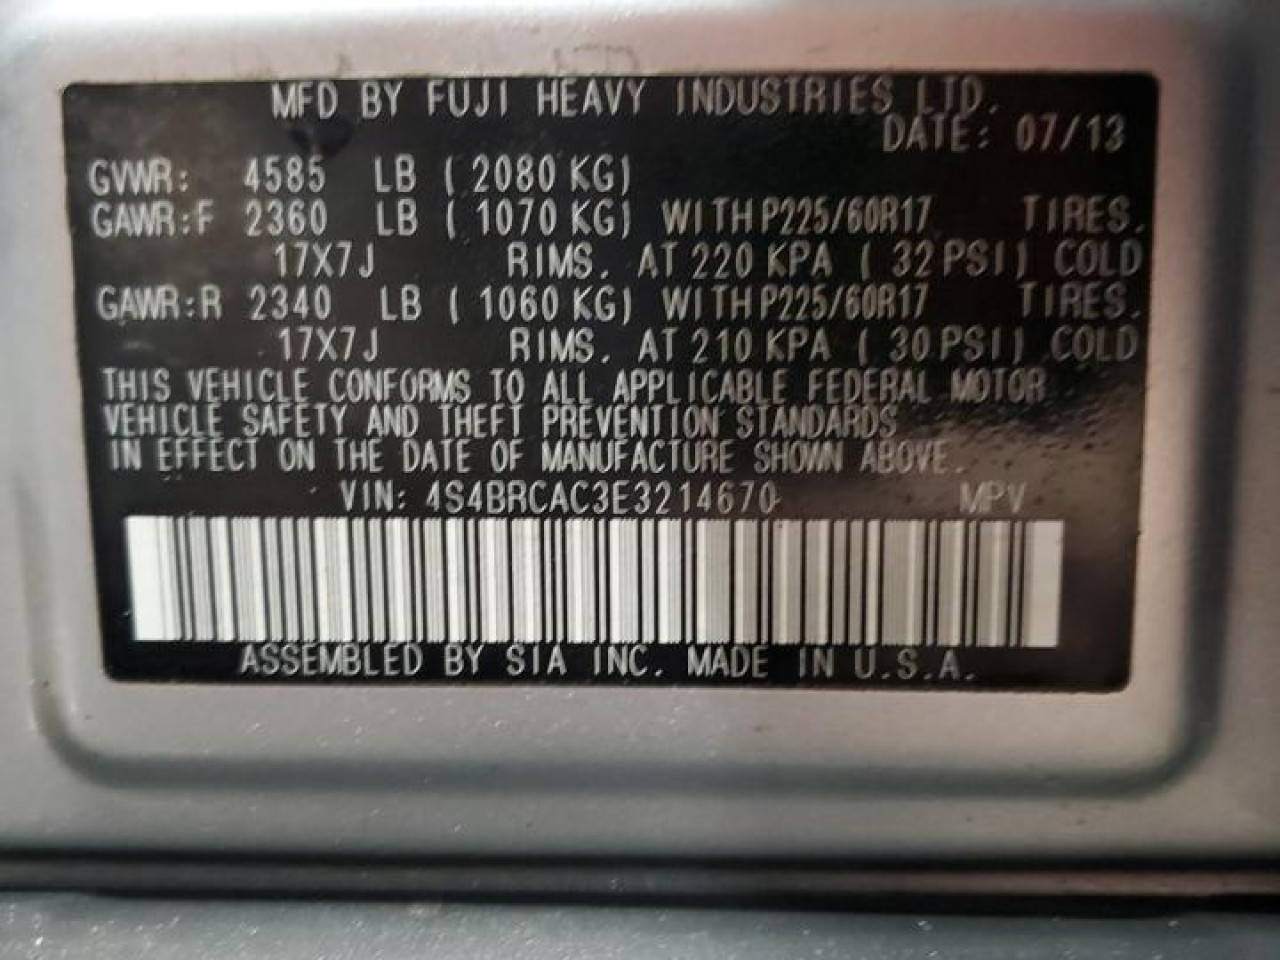 MFD BY FUJI HEAVY INDUSTRIES LTD.
DATE: 07/13
GVWR: 4585 LB ( 2080 KG)
GAWR:F 2360 LB ( 1070 KG) WITH P225/60R17 TIRES.
17X7J RIMS. AT 220 KPA ( 32 PSI) COLD
GAWR:R 2340 LB ( 1060 KG) WITH P225/60R17 TIRES.
17X7J RIMS. AT 210 KPA ( 30 PSI) COLD
THIS VEHICLE CONFORMS TO ALL APPLICABLE FEDERAL MOTOR
VEHICLE SAFETY AND THEFT PREVENTION STANDARDS
IN EFFECT ON THE DATE OF MANUFACTURE SHOWN ABOVE.
VIN: 4S4BRCAC3E3214670 MPV
ASSEMBLED BY SIA INC. MADE IN U.S.A.